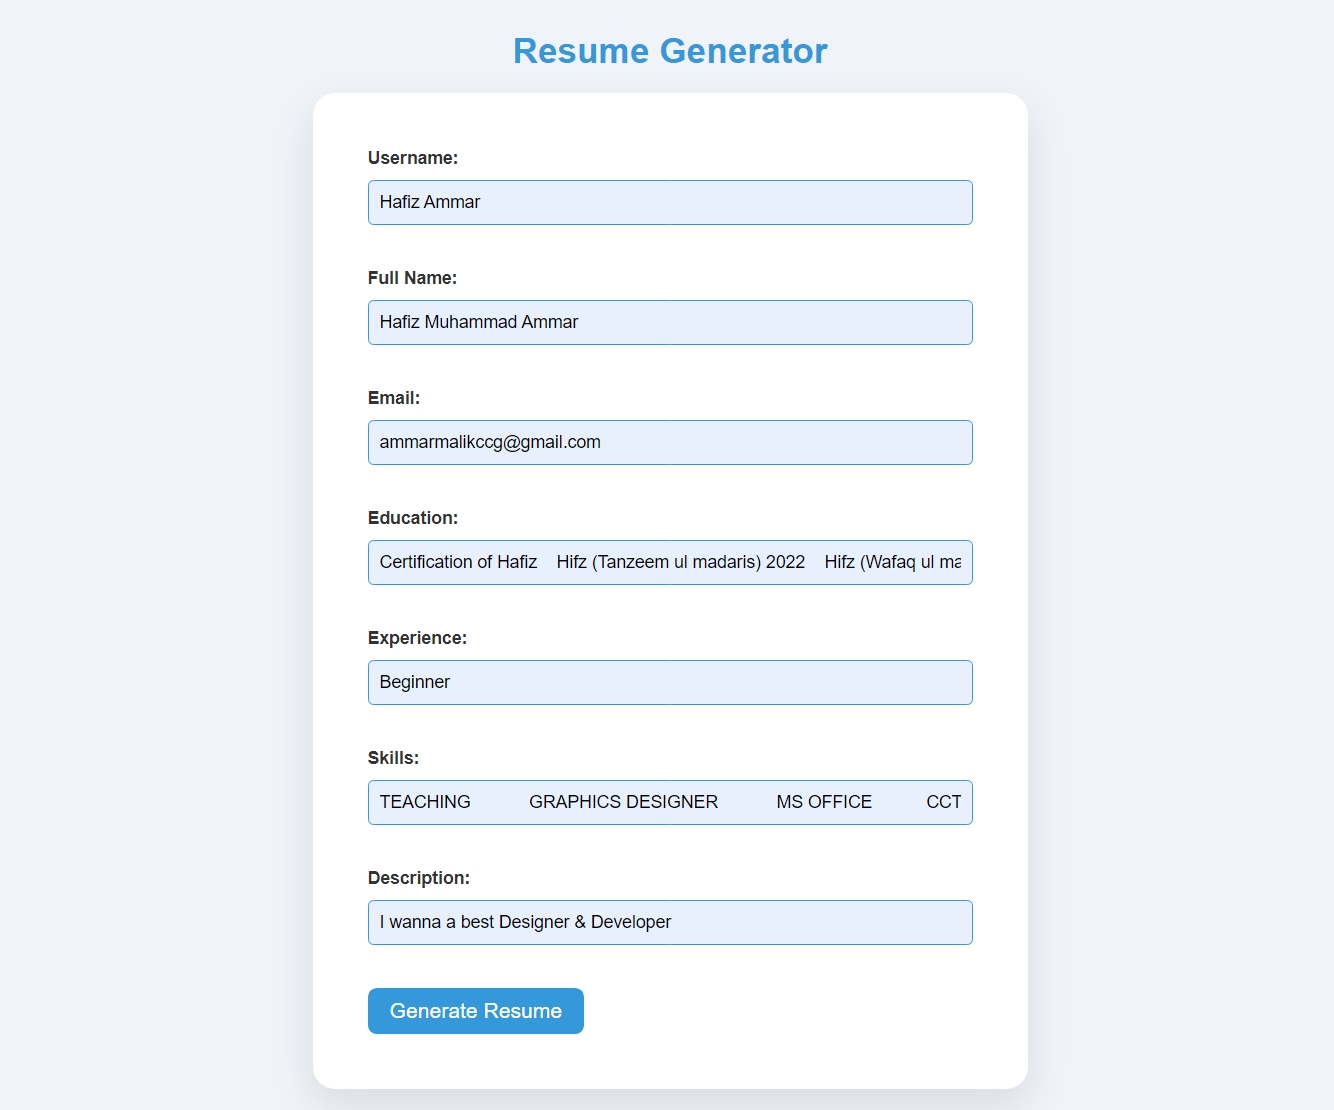 Resume Generator
Username:
Hafiz Ammar
Full Name:
Hafiz Muhammad Ammar
Email:
ammarmalikccg@gmail.com
Education:
Certification of Hafiz Hifz (Tanzeem ul madaris) 2022 Hifz (Wafaq ul ma
Experience:
Beginner
Skills:
TEACHING GRAPHICS DESIGNER MS OFFICE CCT
Description:
I wanna a best Designer & Developer
Generate Resume